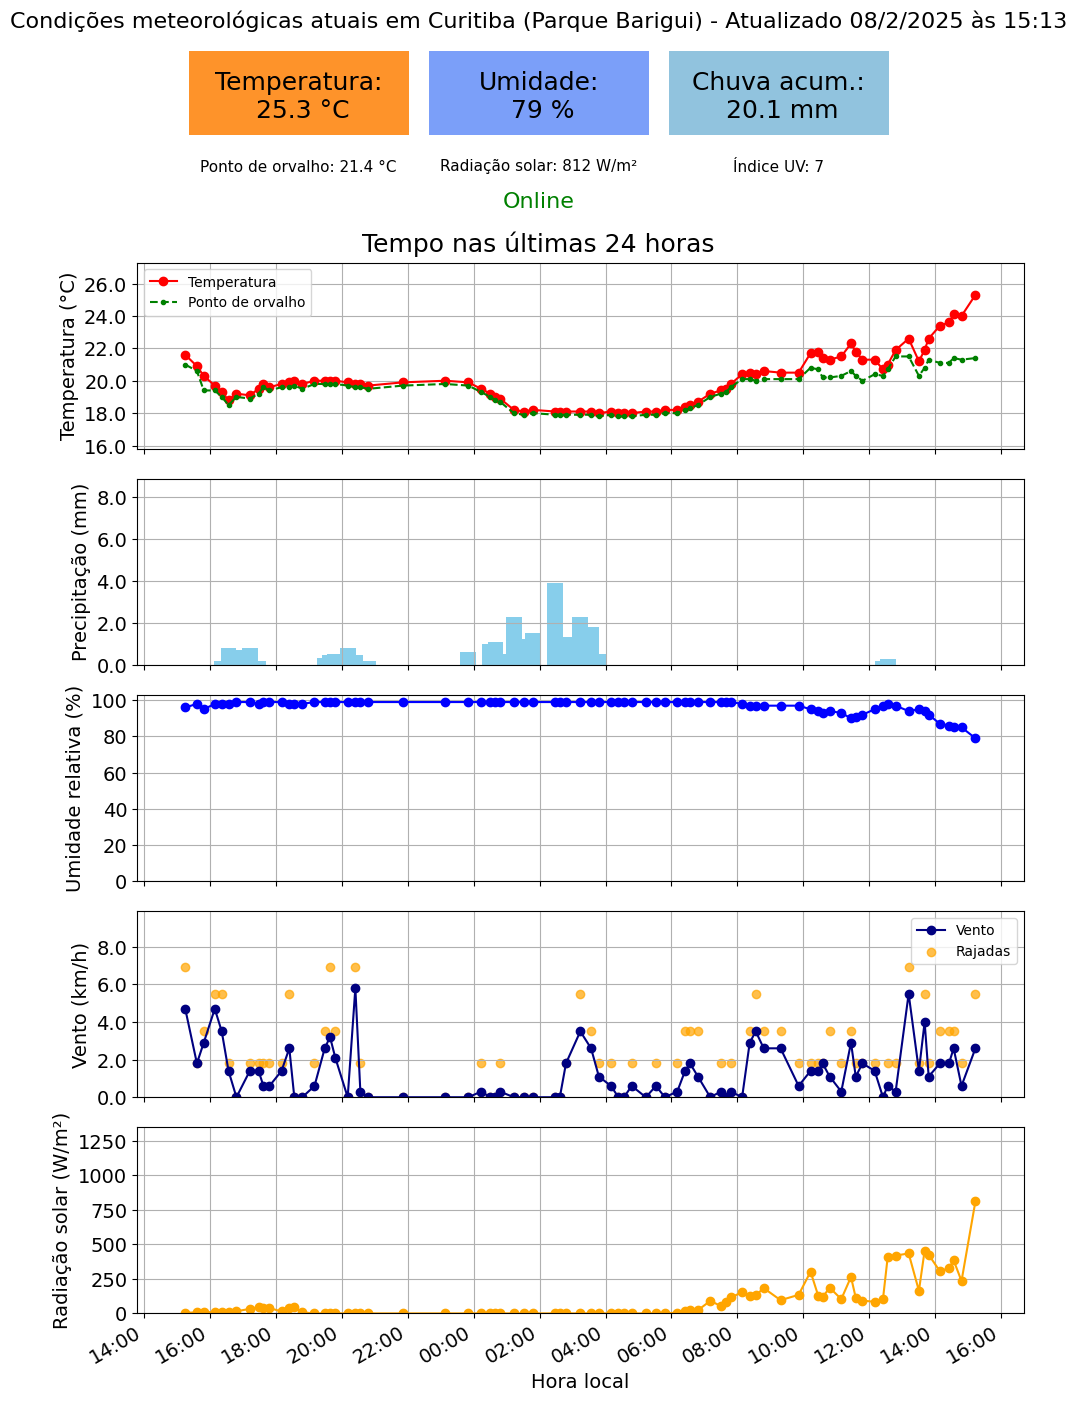 Condições meteorológicas atuais em Curitiba (Parque Barigui) - Atualizado 08/2/2025 às 15:13
Temperatura:
25.3 °C
Umidade:
79 %
Chuva acum.:
20.1 mm
Ponto de orvalho: 21.4 °C
Radiação solar: 812 W/m²
Índice UV: 7
Online
Tempo nas últimas 24 horas
Temperatura (°C)
26.0
24.0
22.0
20.0
18.0
16.0
Temperatura
Ponto de orvalho
Precipitação (mm)
8.0
6.0
4.0
2.0
0.0
Umidade relativa (%)
100
80
60
40
20
0
Vento (km/h)
8.0
6.0
4.0
2.0
0.0
Vento
Rajadas
Radiação solar (W/m²)
1250
1000
750
500
250
0
14:00
16:00
18:00
20:00
22:00
00:00
02:00
04:00
06:00
08:00
10:00
12:00
14:00
16:00
Hora local